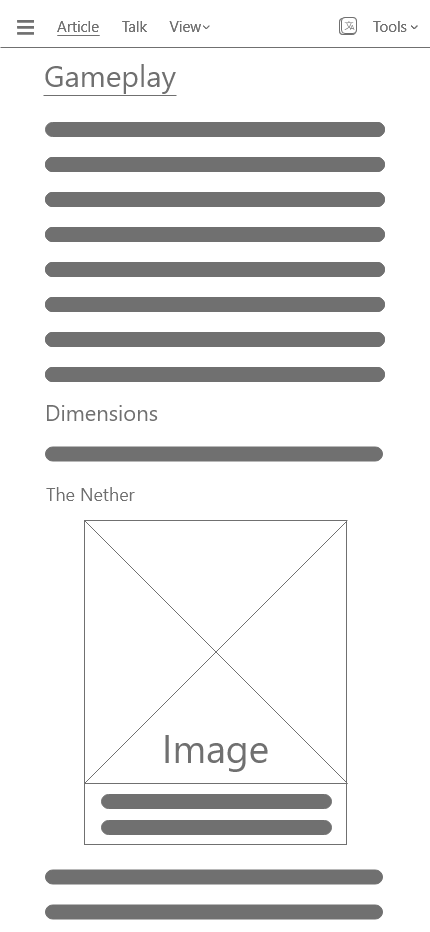 Article Talk View Tools
Gameplay
Dimensions
The Nether
Image